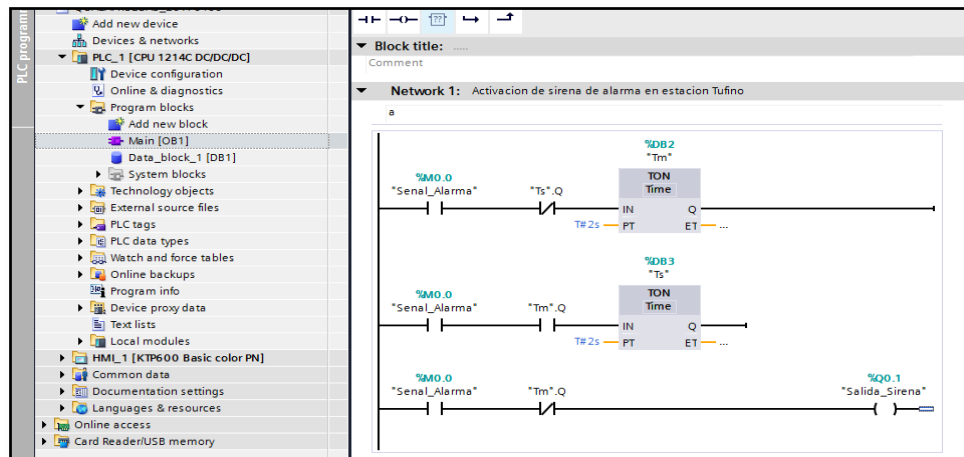 PLC programm
Add new device
Devices & networks
PLC_1 [CPU 1214C DC/DC/DC]
Device configuration
Online & diagnostics
Program blocks
Add new block
Main [OB1]
Data_block_1 [DB1]
System blocks
Technology objects
External source files
PLC tags
PLC data types
Watch and force tables
Online backups
Program info
Device proxy data
Text lists
Local modules
HMI_1 [KTP600 Basic color PN]
Common data
Documentation settings
Languages & resources
Online access
Card Reader/USB memory
??
Block title: .....
Comment
Network 1: Activacion de sirena de alarma en estacion Tufino
a
%DB2
"Tm"
TON
Time
%M0.0
"Senal_Alarma" "Ts".Q
IN Q
T#2s PT ET ...
%DB3
"Ts"
TON
Time
%M0.0
"Senal_Alarma" "Tm".Q
IN Q
T#2s PT ET ...
%M0.0 %Q0.1
"Senal_Alarma" "Tm".Q "Salida_Sirena"